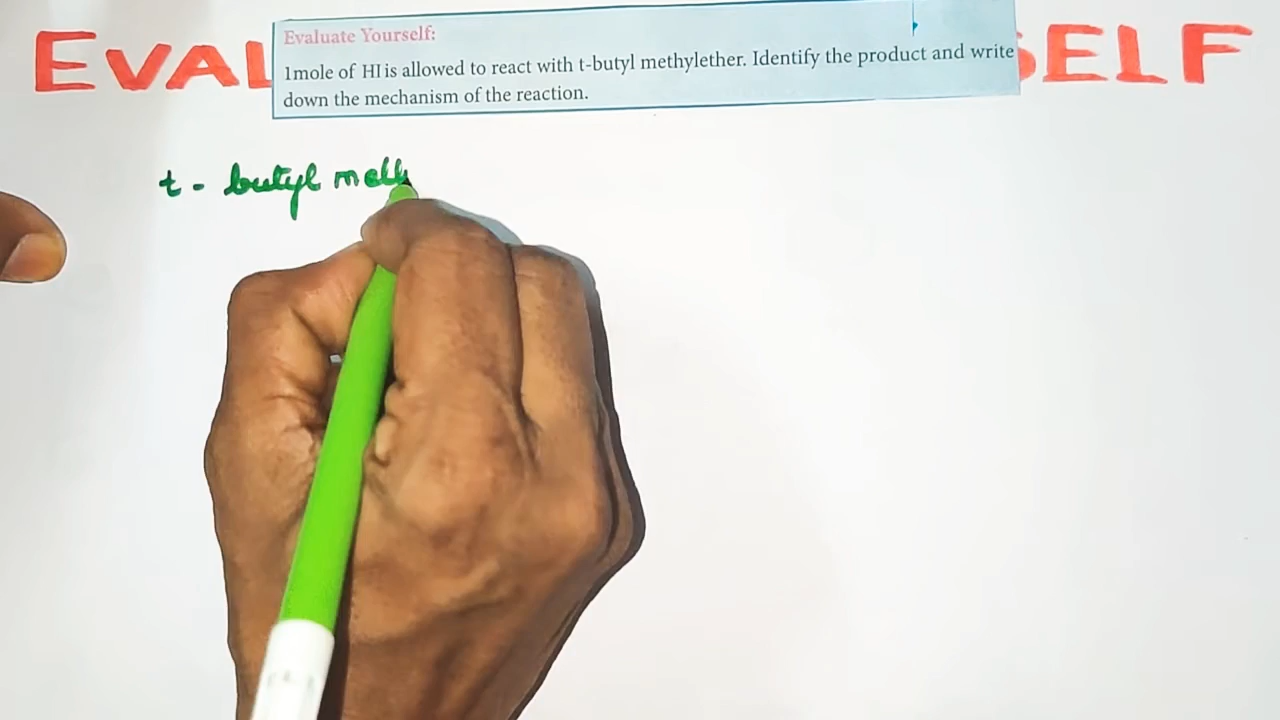 EVAL SELF
Evaluate Yourself:
1mole of HI is allowed to react with t-butyl methylether. Identify the product and write
down the mechanism of the reaction.
t - butyl meth